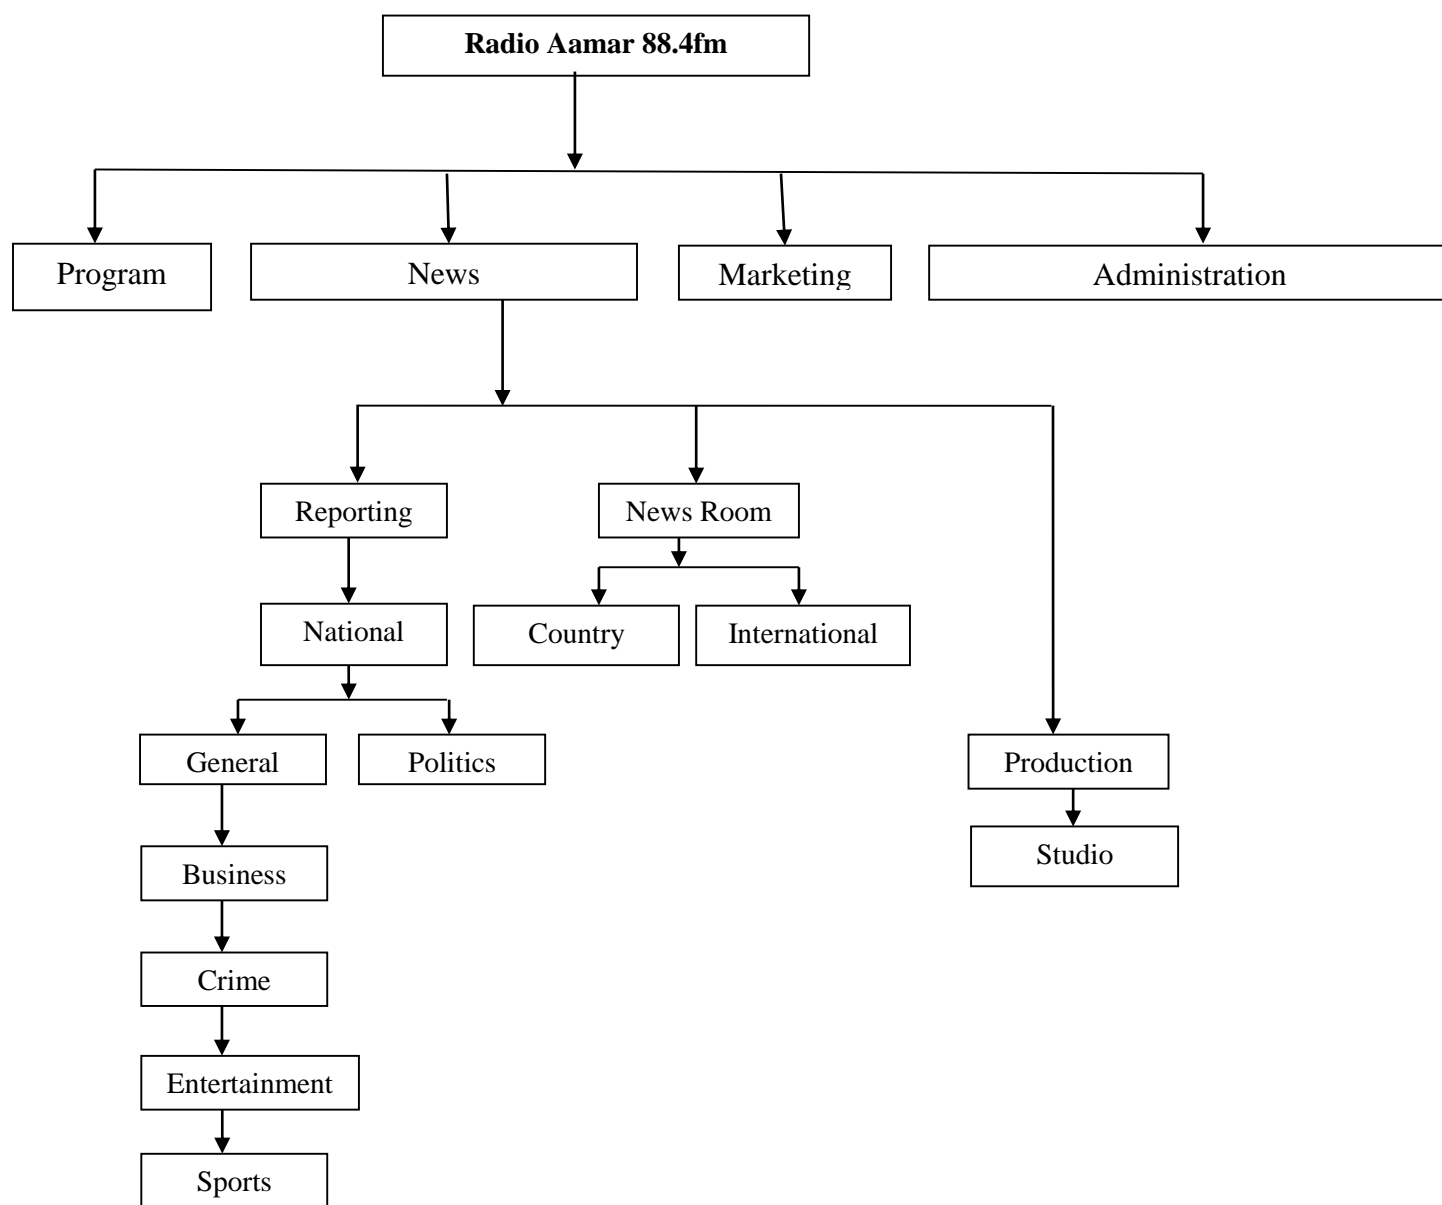 Radio Aamar 88.4fm
Program
News
Marketing
Administration
Reporting
News Room
National
Country
International
General
Politics
Production
Studio
Business
Crime
Entertainment
Sports